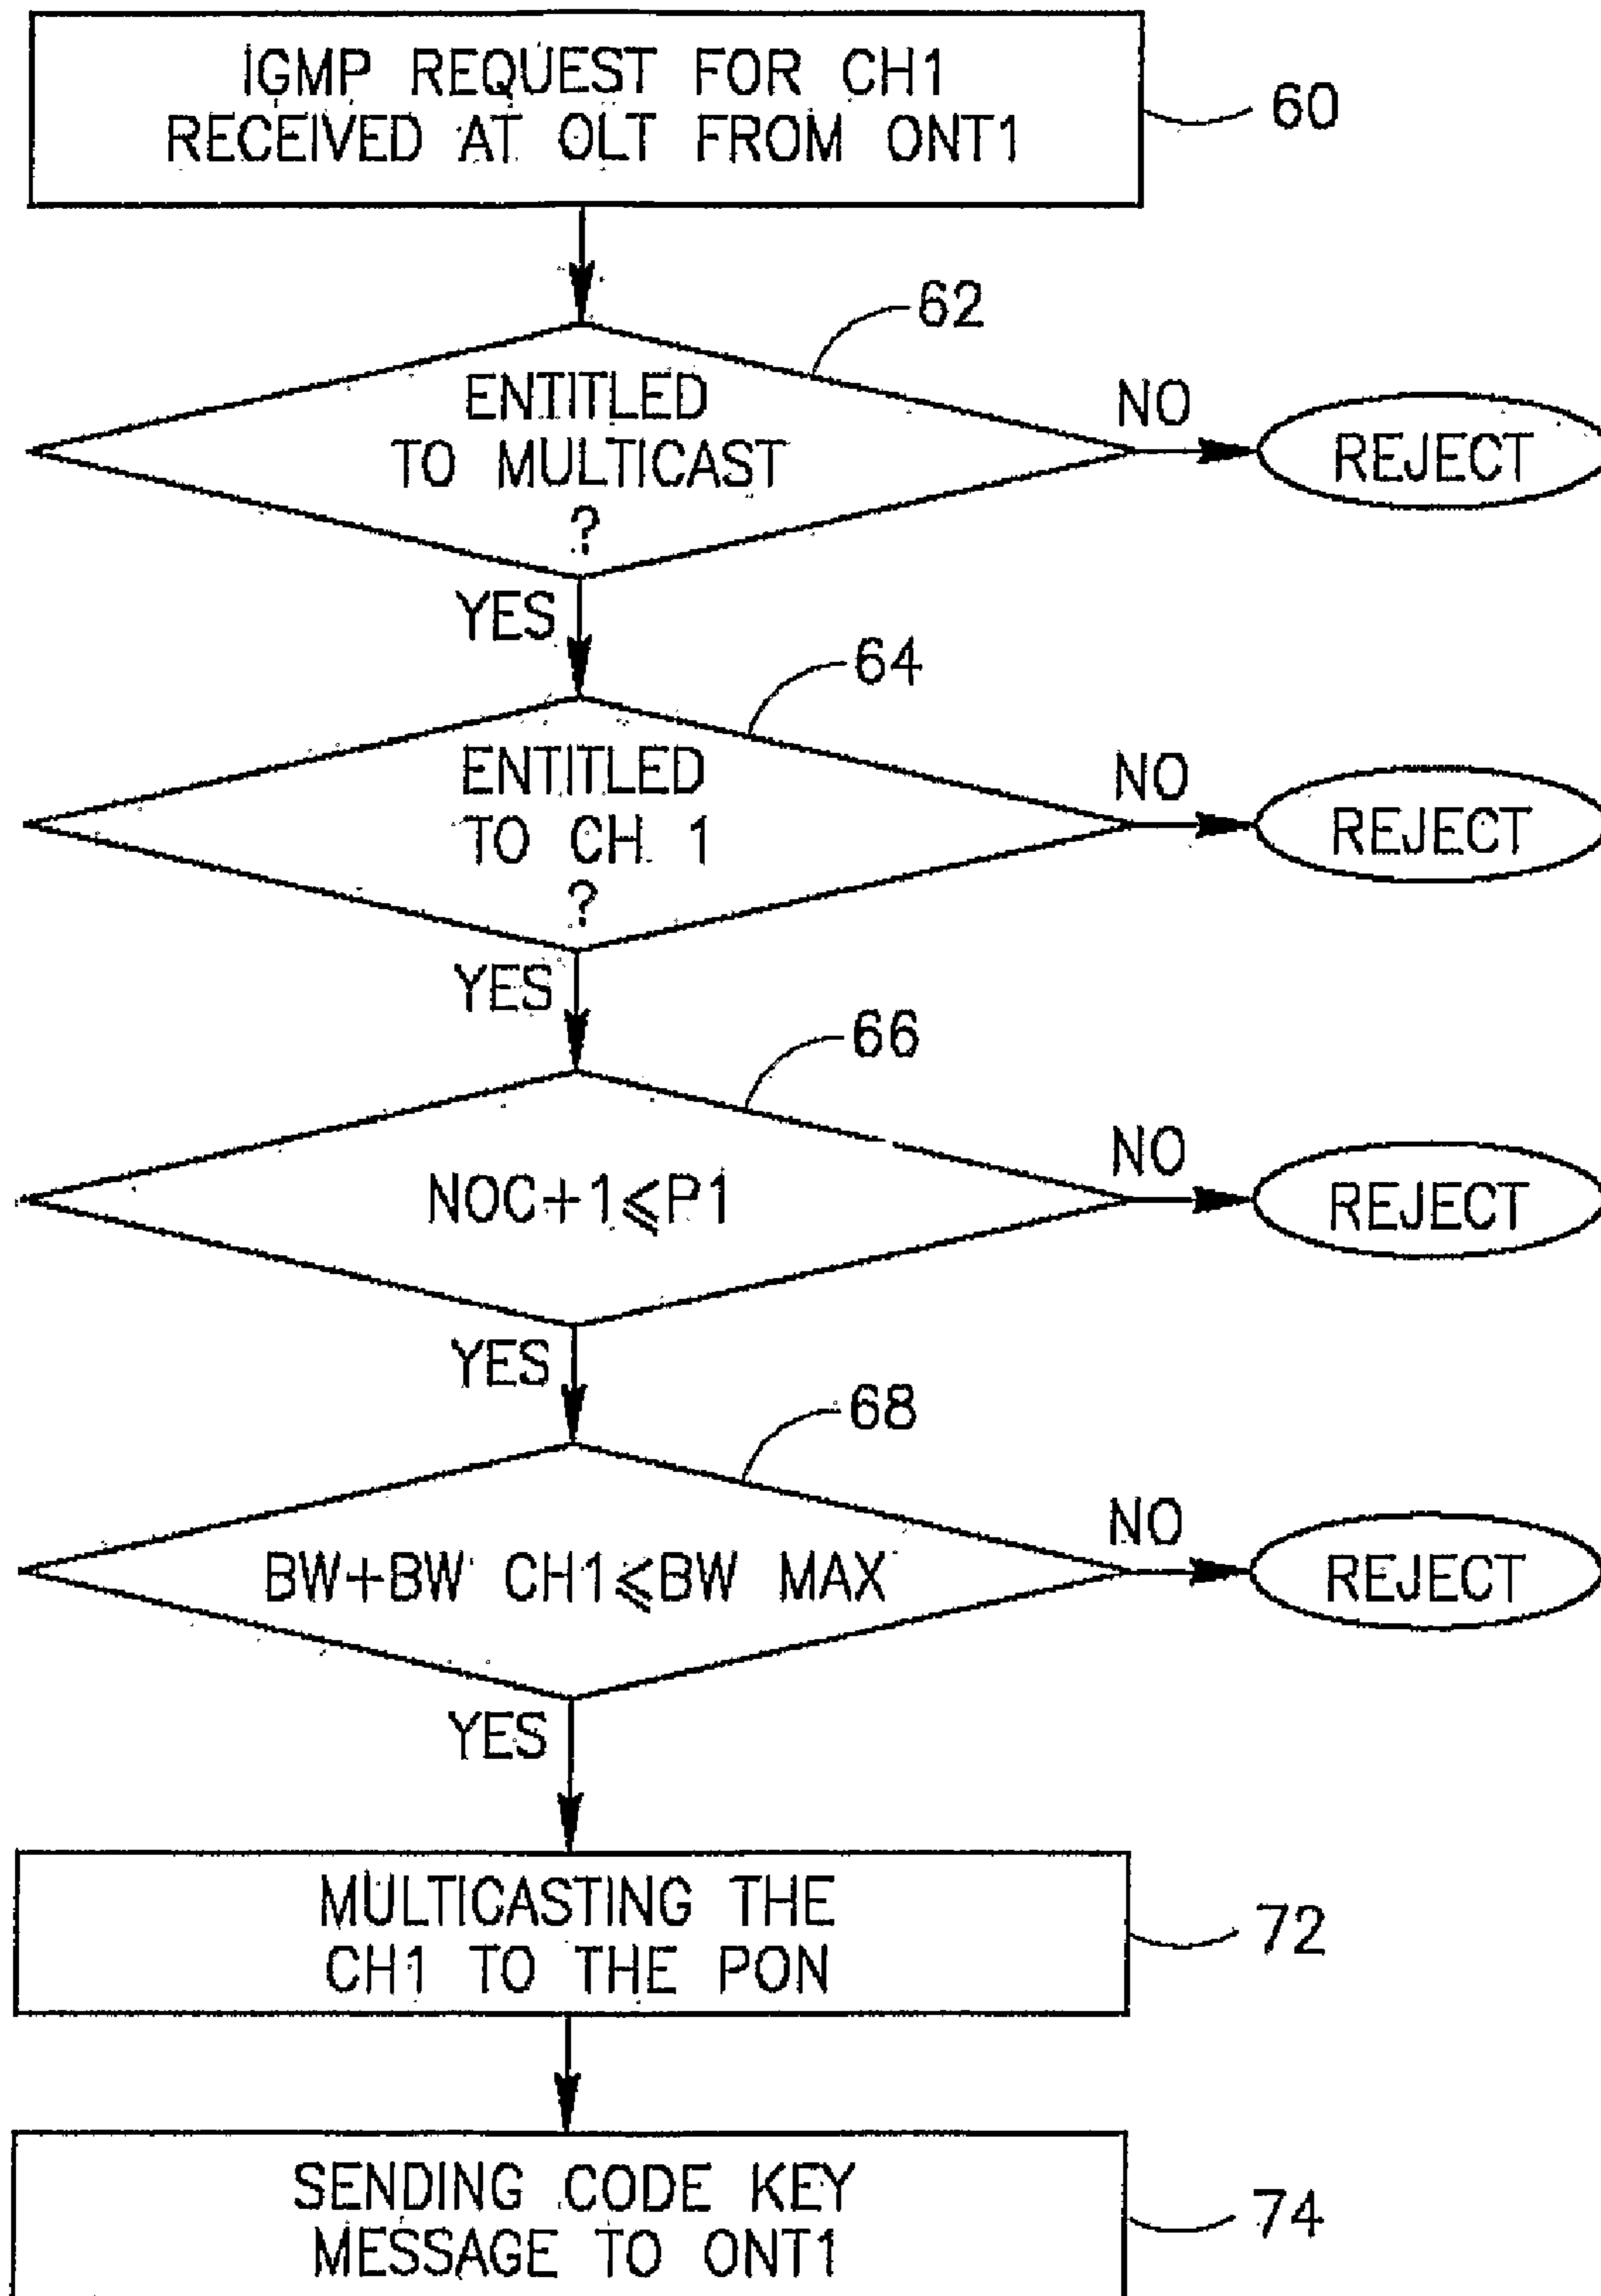 IGMP REQUEST FOR CH1
RECEIVED AT OLT FROM ONT1
60
62
ENTITLED
TO MULTICAST
?
NO
REJECT
YES
64
ENTITLED
TO CH 1
?
NO
REJECT
YES
66
NOC+1⩽P1
NO
REJECT
YES
68
BW+BW CH1⩽BW MAX
NO
REJECT
YES
MULTICASTING THE
CH1 TO THE PON
72
SENDING CODE KEY
MESSAGE TO ONT1
74